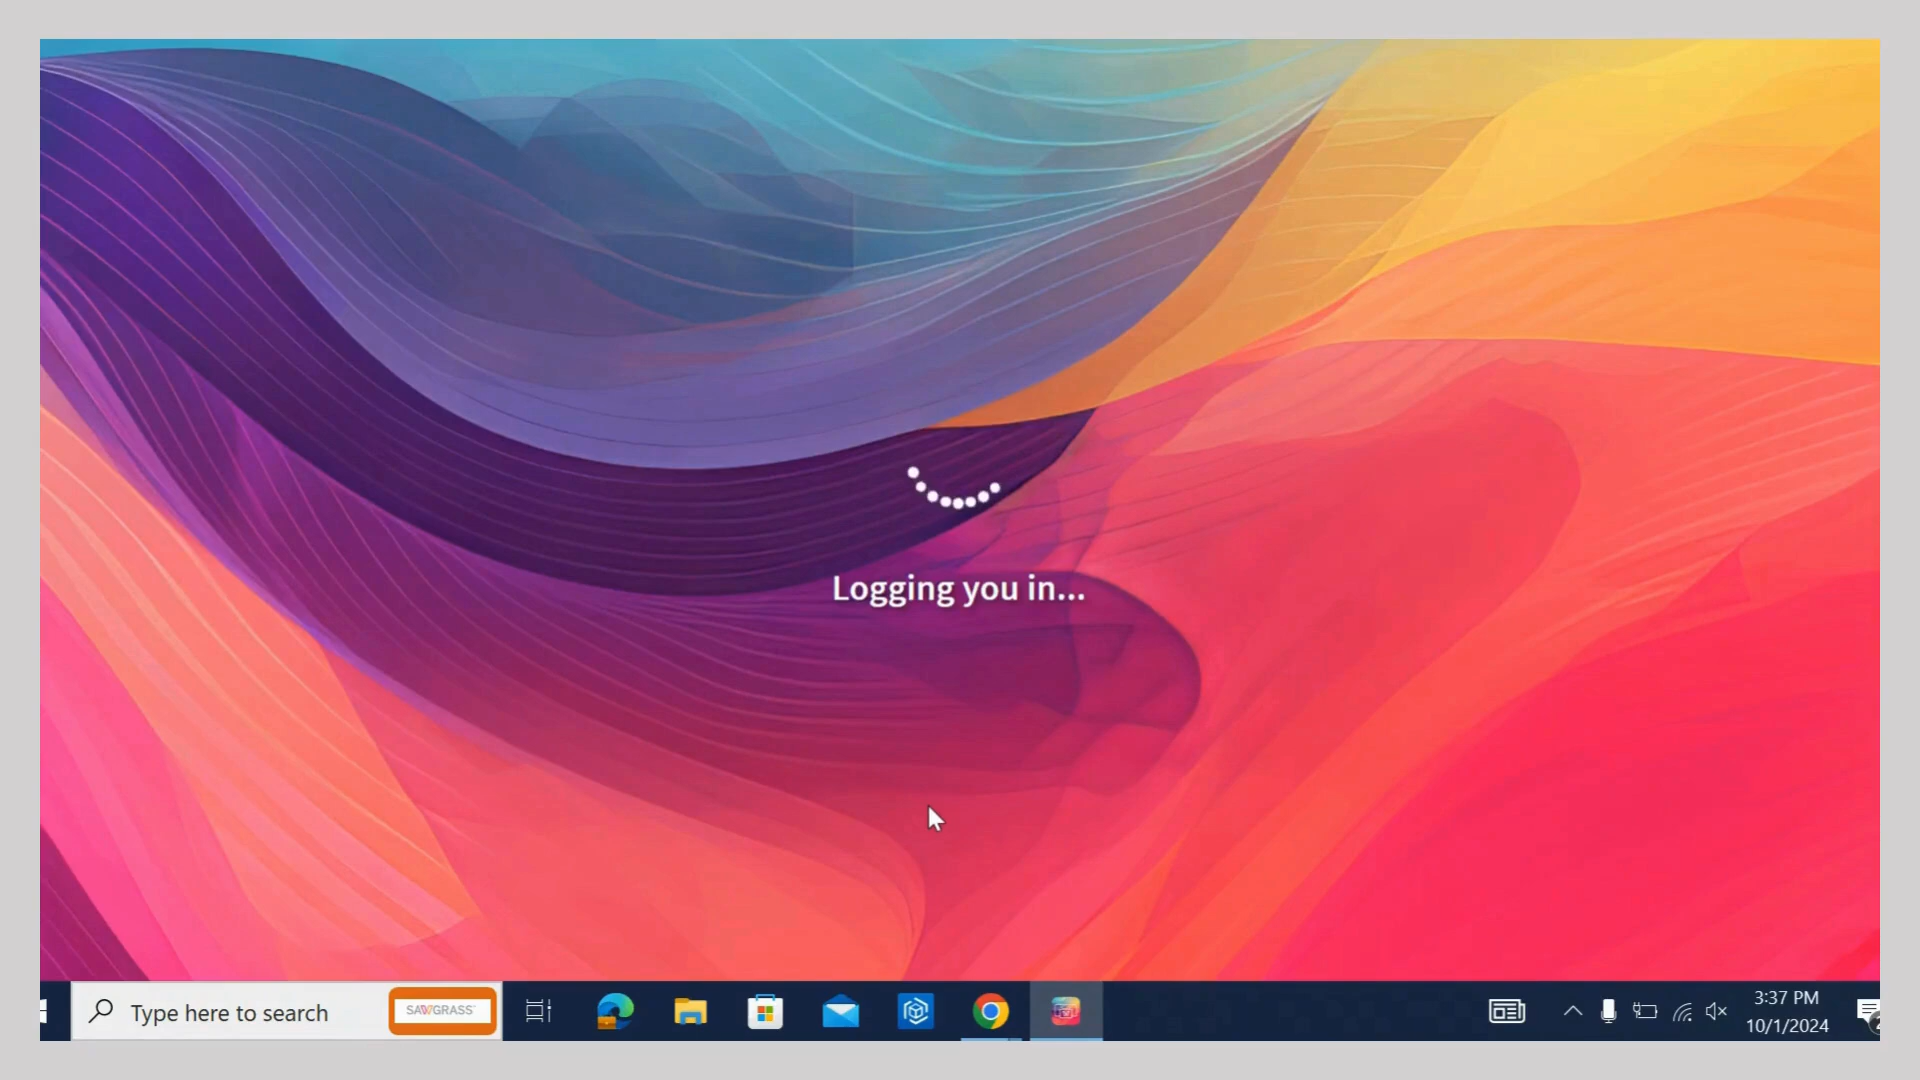 Logging you in...
Type here to search
SAWGRASS
3:37 PM
10/1/2024